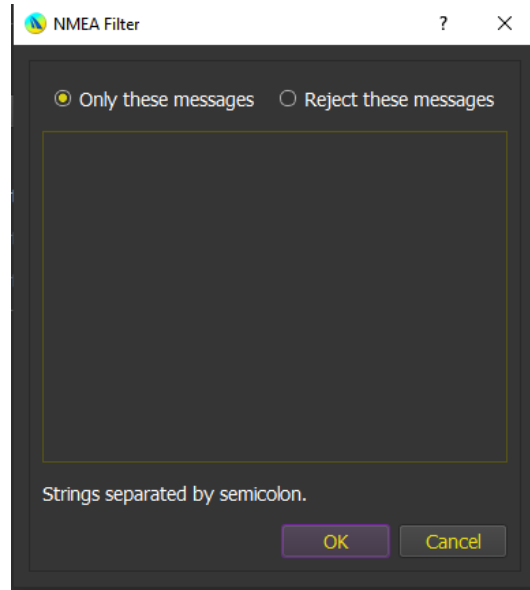 NMEA Filter
Only these messages Reject these messages
Strings separated by semicolon.
OK Cancel